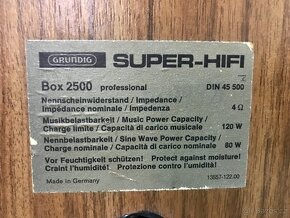 GRUNDIG SUPER-HIFI
Box 2500 professional DIN 45 500
Nennscheinwiderstand / Impedance /
Impédance nominale / Impedenza 4 Ω
Musikbelastbarkeit / Music Power Capacity /
Charge limite / Capacità di carico musicale 120 W
Nennbelastbarkeit / Sine Wave Power Capacity /
Charge nominale / Capacità di carico nominale 80 W
Vor Feuchtigkeit schützen! Protect against moisture!
Craint l'humidité! Protezione contro l'umidità!
Made in Germany 13557-122.00